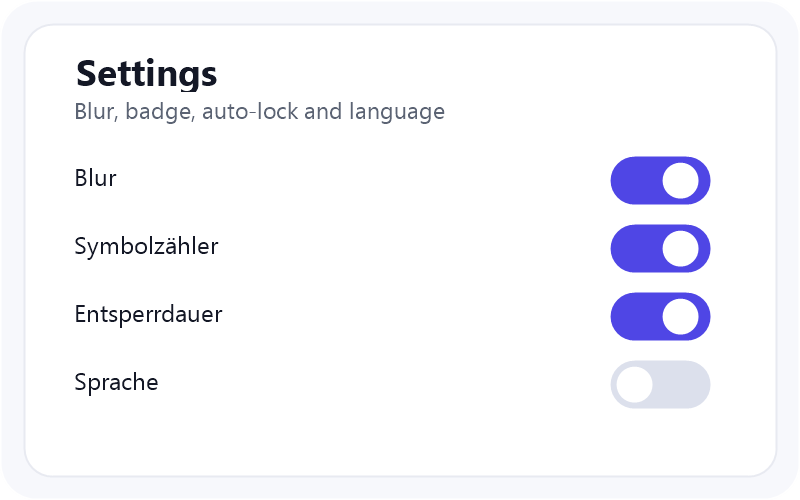 Settings
Blur, badge, auto-lock and language
Blur
Symbolzähler
Entsperrdauer
Sprache